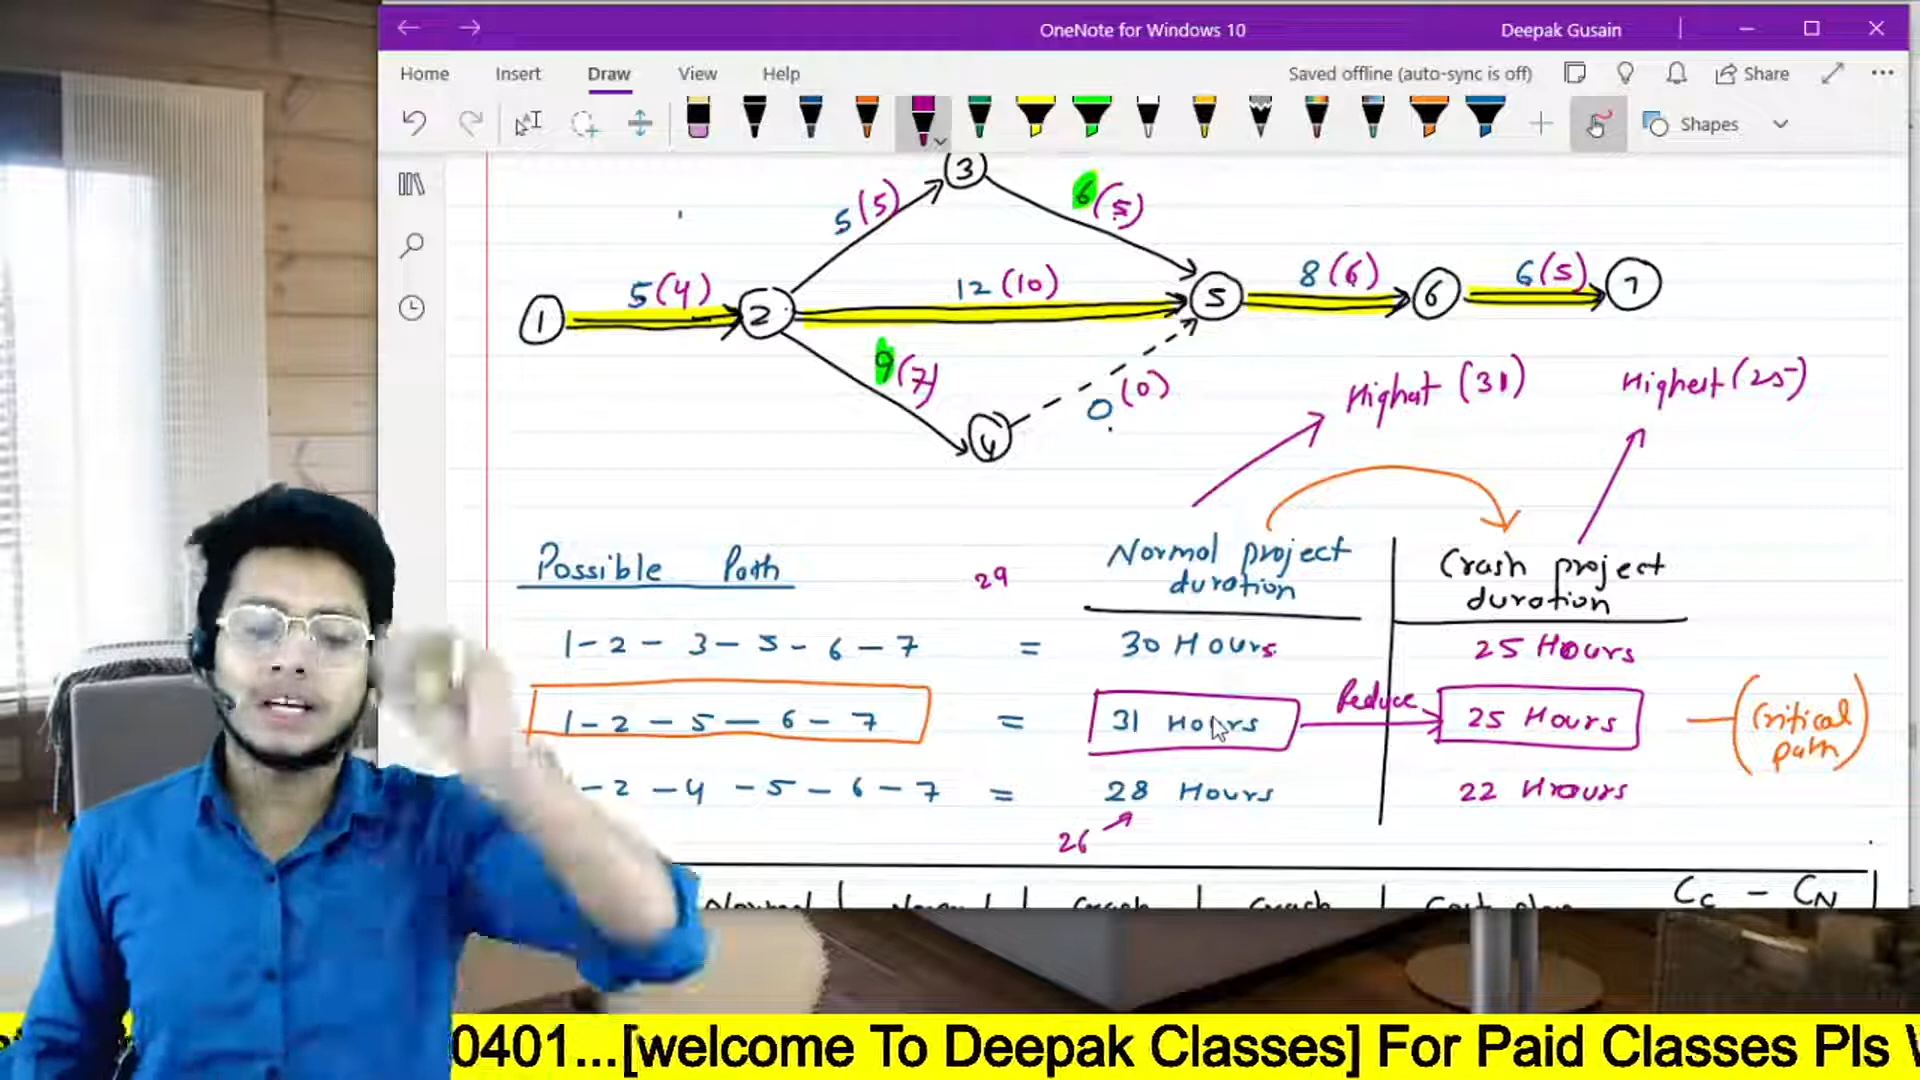 OneNote for Windows 10
Deepak Gusain
Home Insert Draw View Help
Saved offline (auto-sync is off)
Share
Shapes
3
5(5)
6(5)
5(4)
12(10)
8(6)
6(5)
1
2
5
6
7
9(7)
0(0)
4
Highat (31)
Highest (25)
Possible Path
29
Normal project
duration
Crash project
duration
1-2-3-5-6-7 = 30 Hours 25 Hours
1-2-5-6-7 = 31 Hours Reduce 25 Hours
(Critical
path)
-2-4-5-6-7 = 28 Hours 22 Hrours
26
Crash Crash
Cc - CN
0401...[welcome To Deepak Classes] For Paid Classes Pls